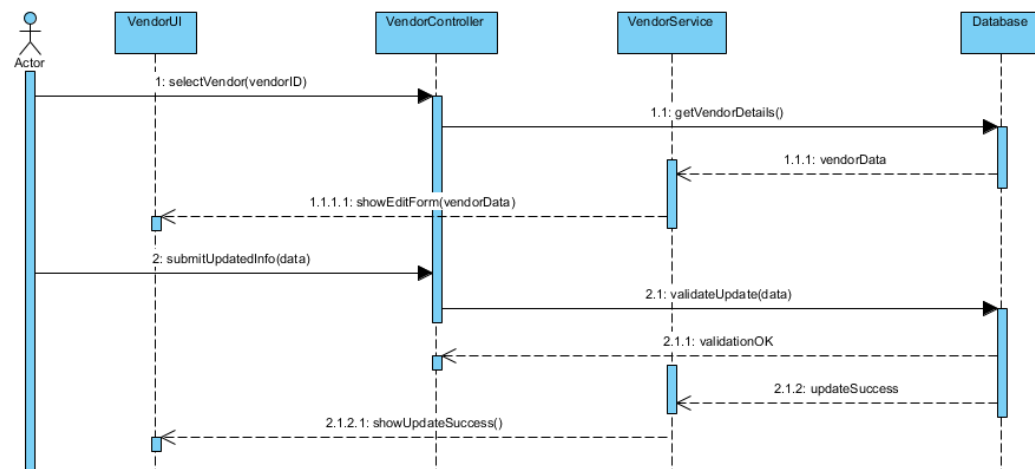 VendorUI
VendorController
VendorService
Database
Actor
1: selectVendor(vendorID)
1.1: getVendorDetails()
1.1.1: vendorData
1.1.1.1: showEditForm(vendorData)
2: submitUpdatedInfo(data)
2.1: validateUpdate(data)
2.1.1: validationOK
2.1.2: updateSuccess
2.1.2.1: showUpdateSuccess()